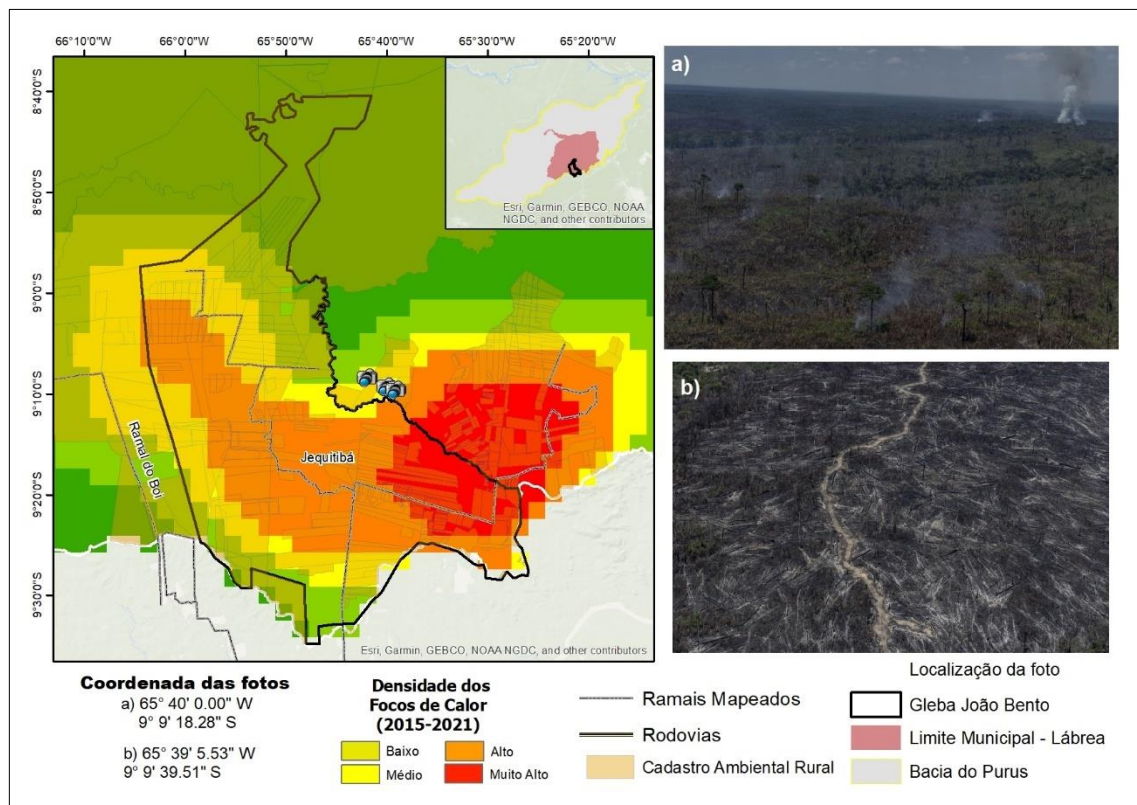 66°10'0"W 66°0'0"W 65°50'0"W 65°40'0"W 65°30'0"W 65°20'0"W
8°40'0"S
8°50'0"S
9°0'0"S
9°10'0"S
9°20'0"S
9°30'0"S
Esri, Garmin, GEBCO, NOAA
NGDC, and other contributors
Ramal do Boi
Jequitibá
Esri, Garmin, GEBCO, NOAA NGDC, and other contributors
a)
b)
Coordenada das fotos
a) 65° 40' 0.00" W
9° 9' 18.28" S
b) 65° 39' 5.53" W
9° 9' 39.51" S
Densidade dos
Focos de Calor
(2015-2021)
Baixo
Alto
Médio
Muito Alto
Ramais Mapeados
Rodovias
Cadastro Ambiental Rural
Localização da foto
Gleba João Bento
Limite Municipal - Lábrea
Bacia do Purus